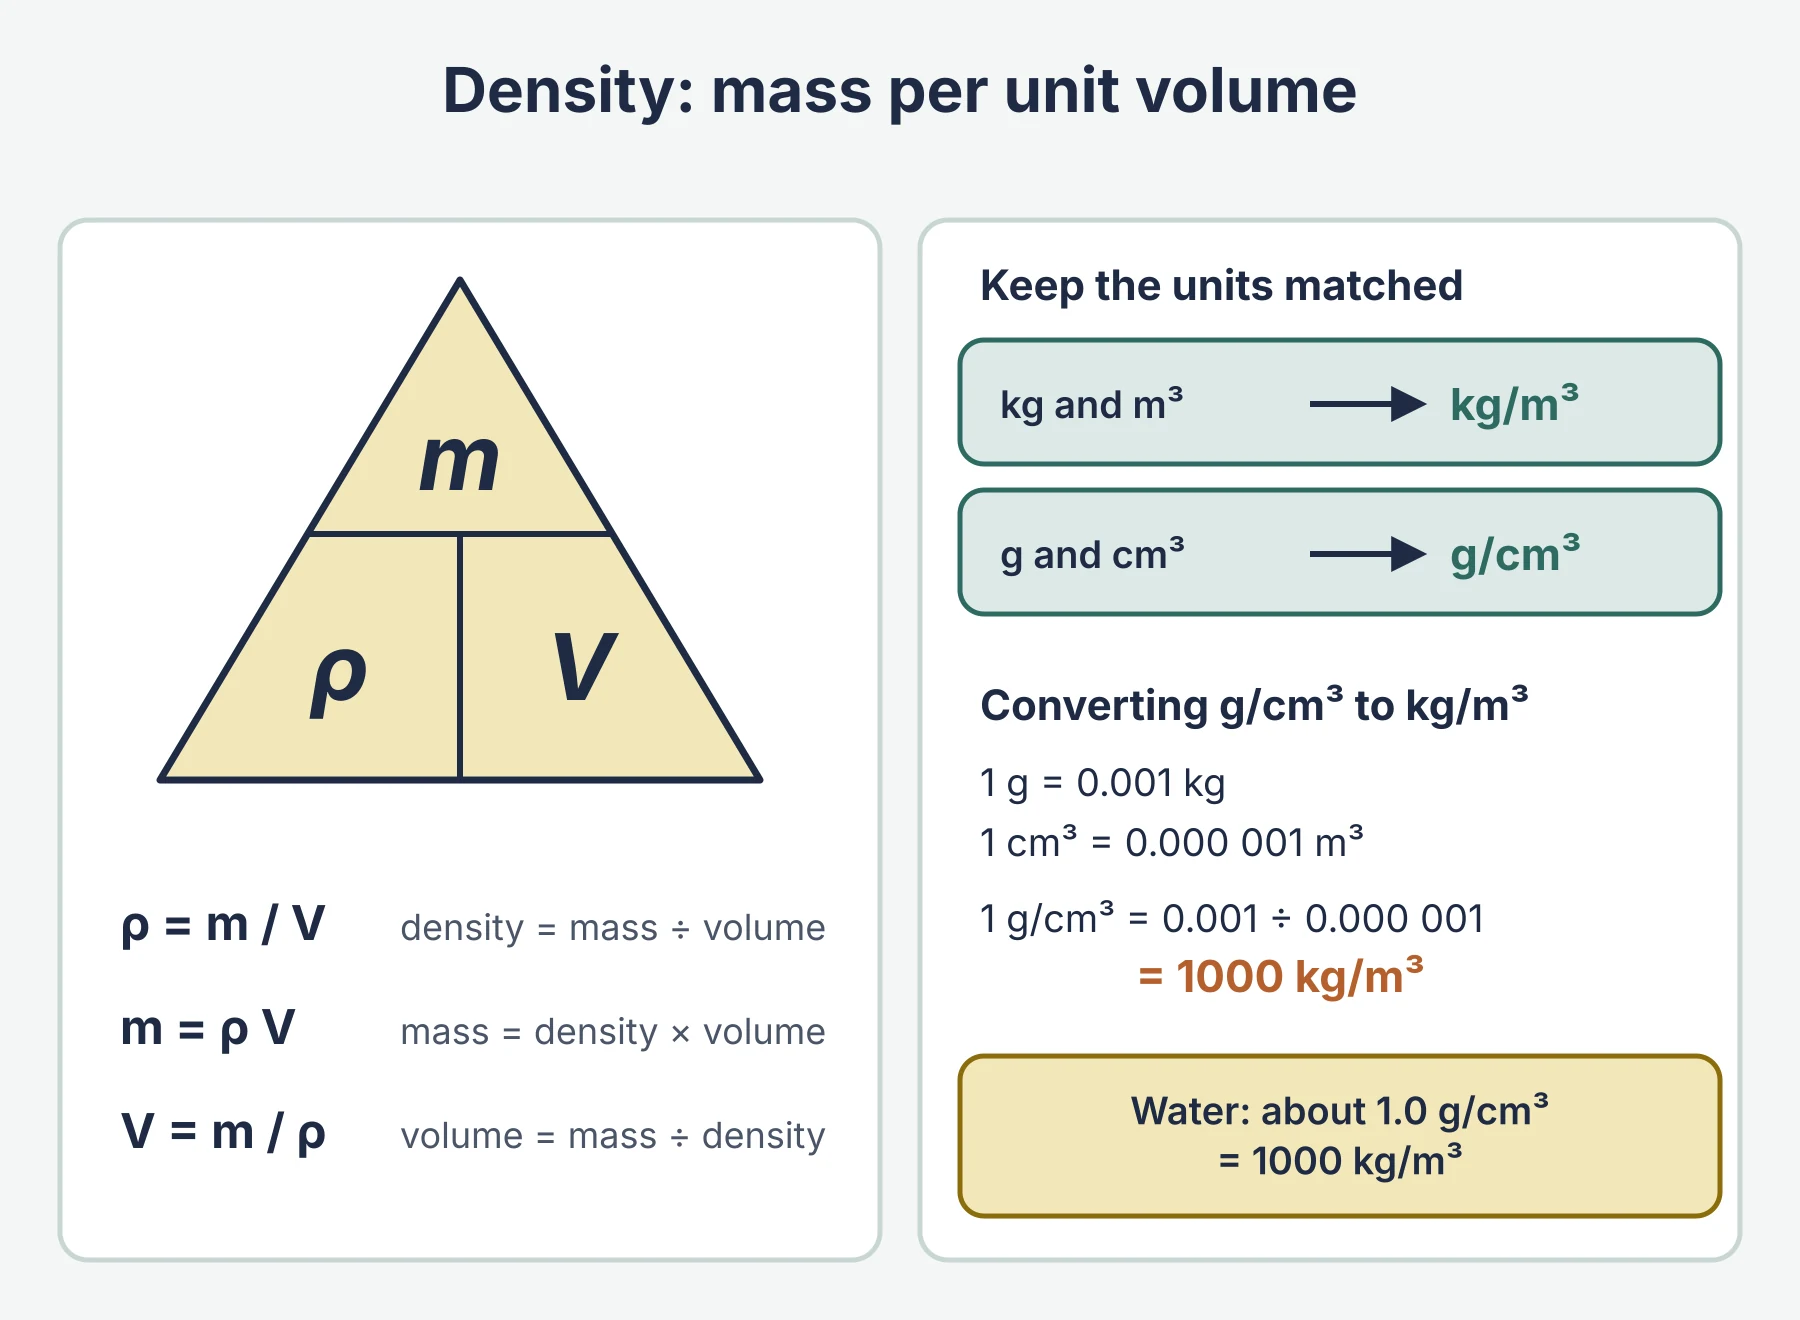 Density: mass per unit volume
m
ρ V
ρ = m / V density = mass ÷ volume
m = ρ V mass = density × volume
V = m / ρ volume = mass ÷ density
Keep the units matched
kg and m³ → kg/m³
g and cm³ → g/cm³
Converting g/cm³ to kg/m³
1 g = 0.001 kg
1 cm³ = 0.000 001 m³
1 g/cm³ = 0.001 ÷ 0.000 001
= 1000 kg/m³
Water: about 1.0 g/cm³
= 1000 kg/m³